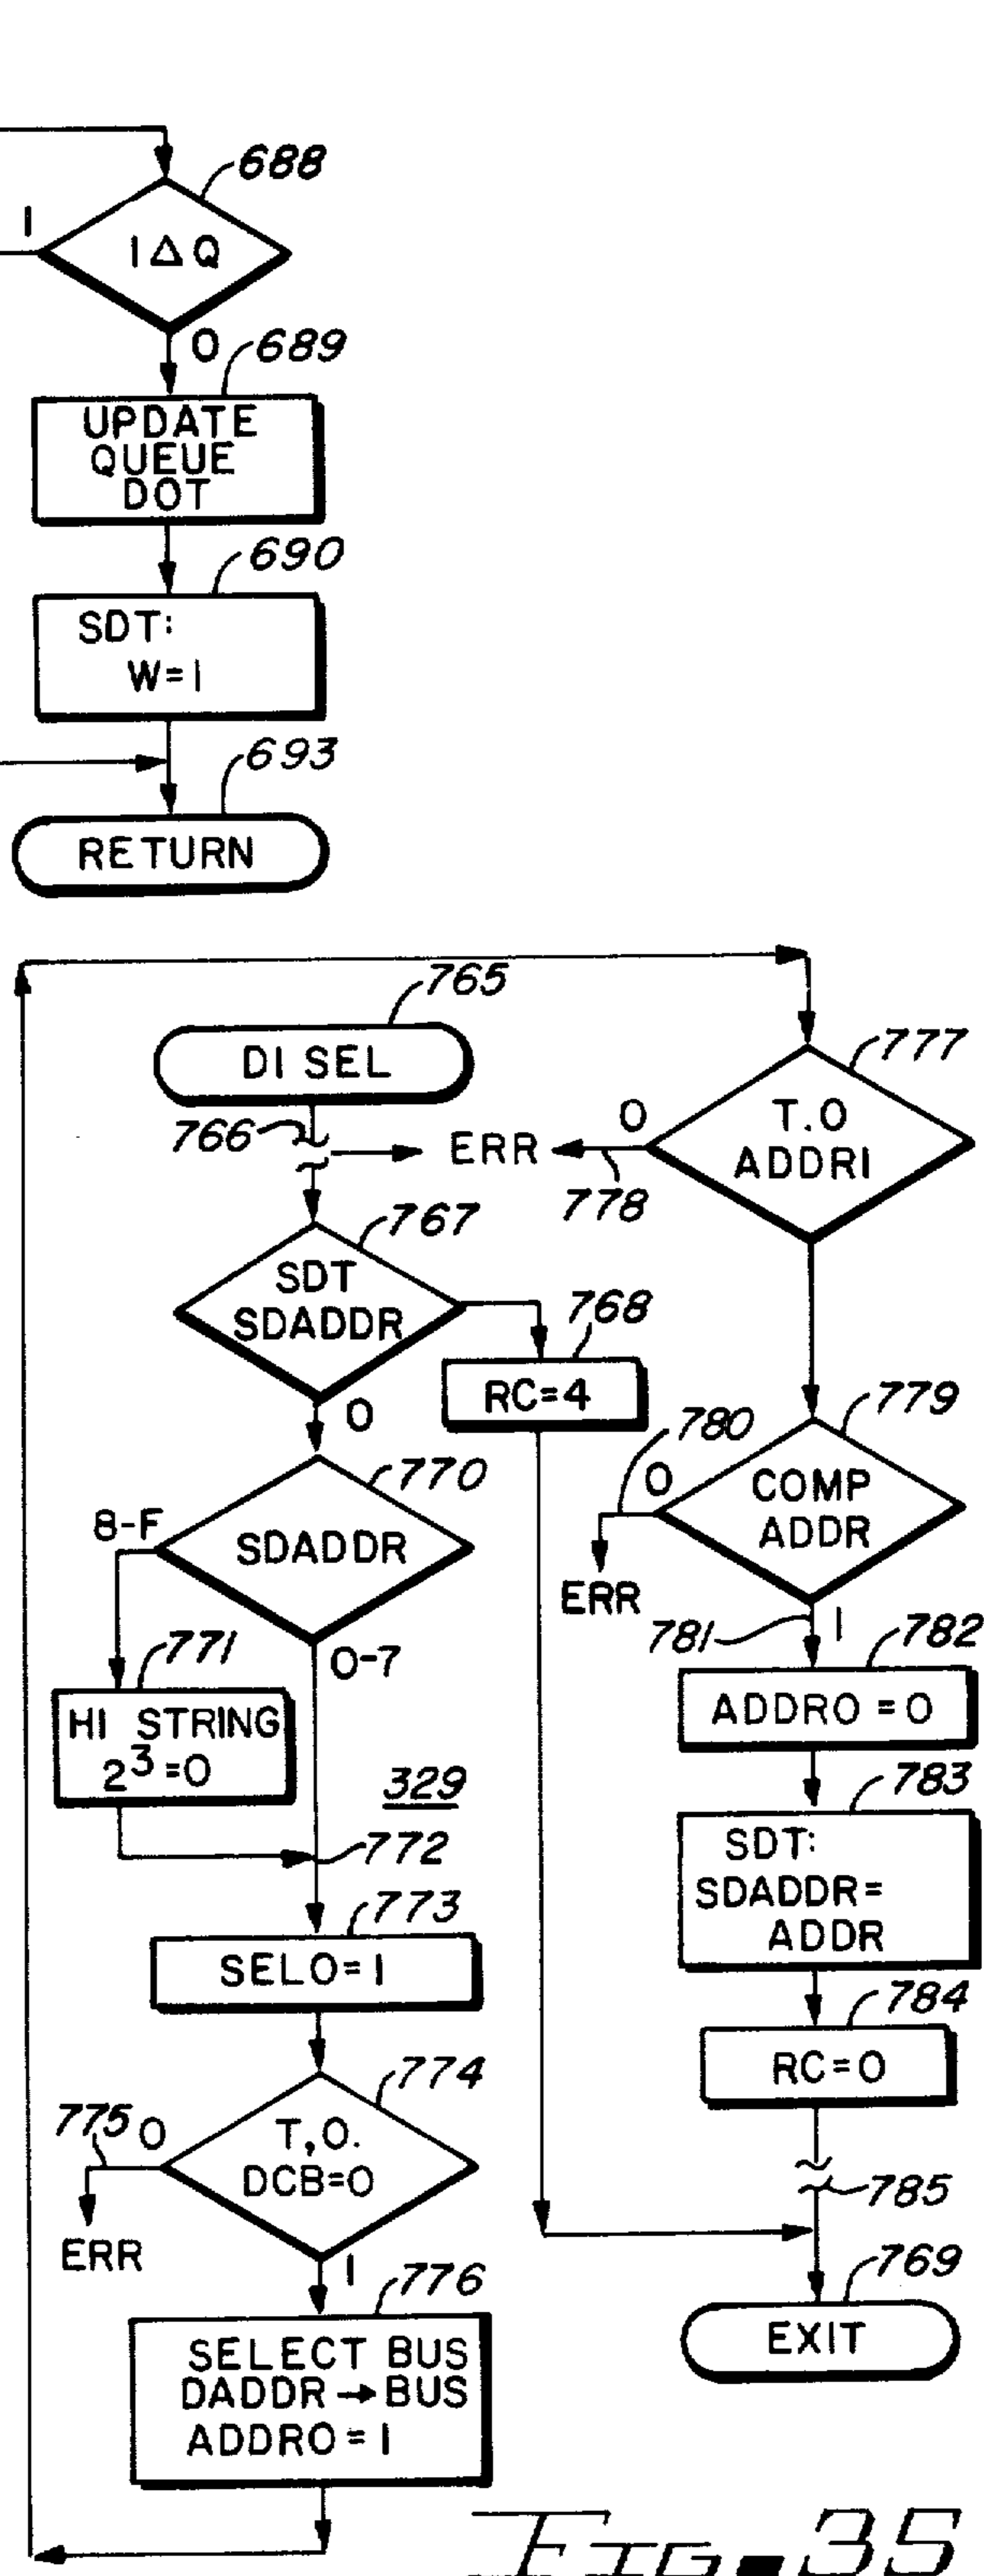 688
1
I Δ Q
0
689
UPDATE
QUEUE
DOT
690
SDT:
W=1
693
RETURN
765
DI SEL
766
ERR
778
0
777
T.O
ADDRI
767
SDT
SDADDR
0
768
RC=4
770
8-F
SDADDR
0-7
771
HI STRING
2³=0
329
772
773
SELO=1
774
775
0
T,O.
DCB=0
ERR
1
776
SELECT BUS
DADDR→BUS
ADDRO=1
779
780
0
COMP
ADDR
ERR
781
1
782
ADDRO=0
783
SDT:
SDADDR=
ADDR
784
RC=0
785
769
EXIT
FIG. 35